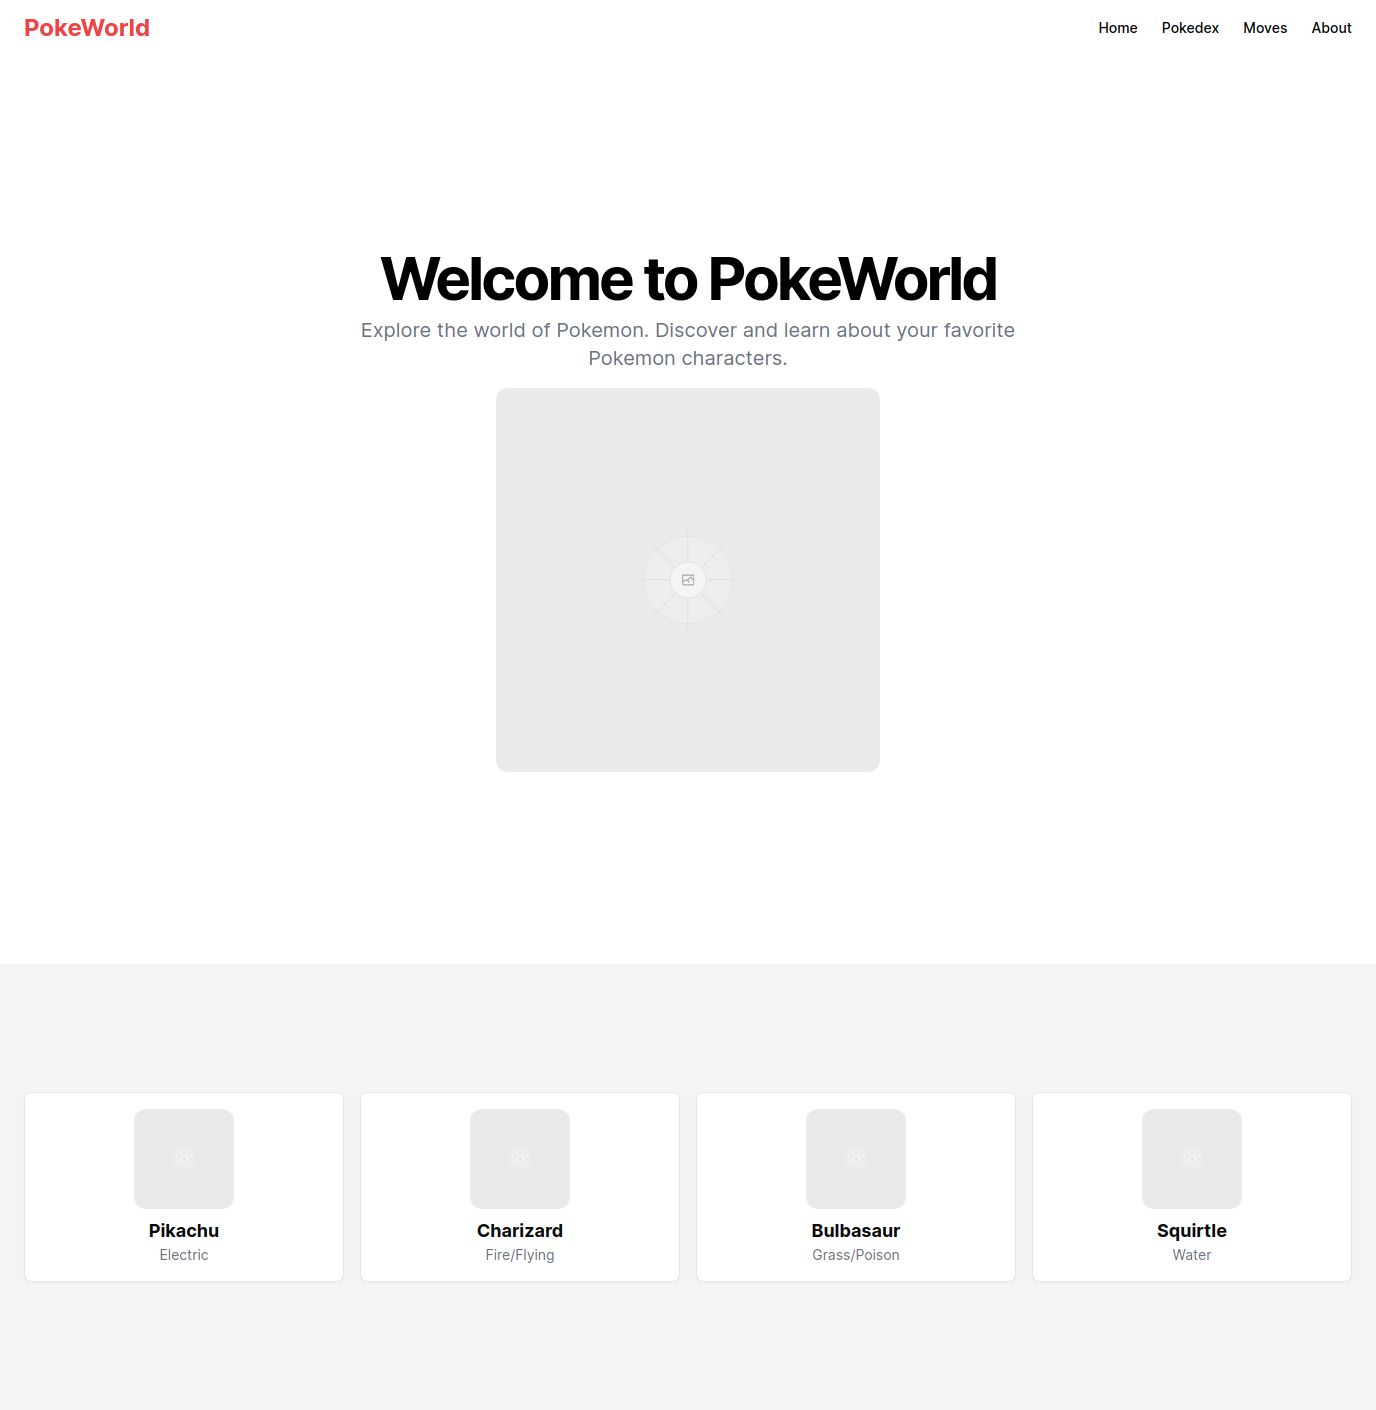 PokeWorld
Home Pokedex Moves About
Welcome to PokeWorld
Explore the world of Pokemon. Discover and learn about your favorite
Pokemon characters.
Pikachu
Electric
Charizard
Fire/Flying
Bulbasaur
Grass/Poison
Squirtle
Water